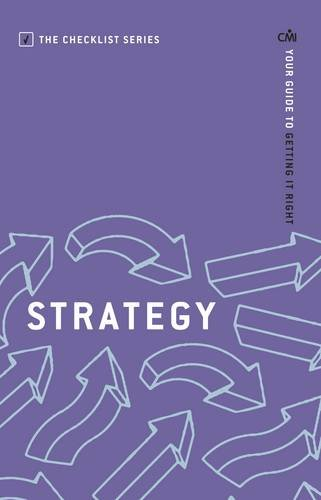 THE CHECKLIST SERIES
CMI
YOUR GUIDE TO GETTING IT RIGHT
STRATEGY